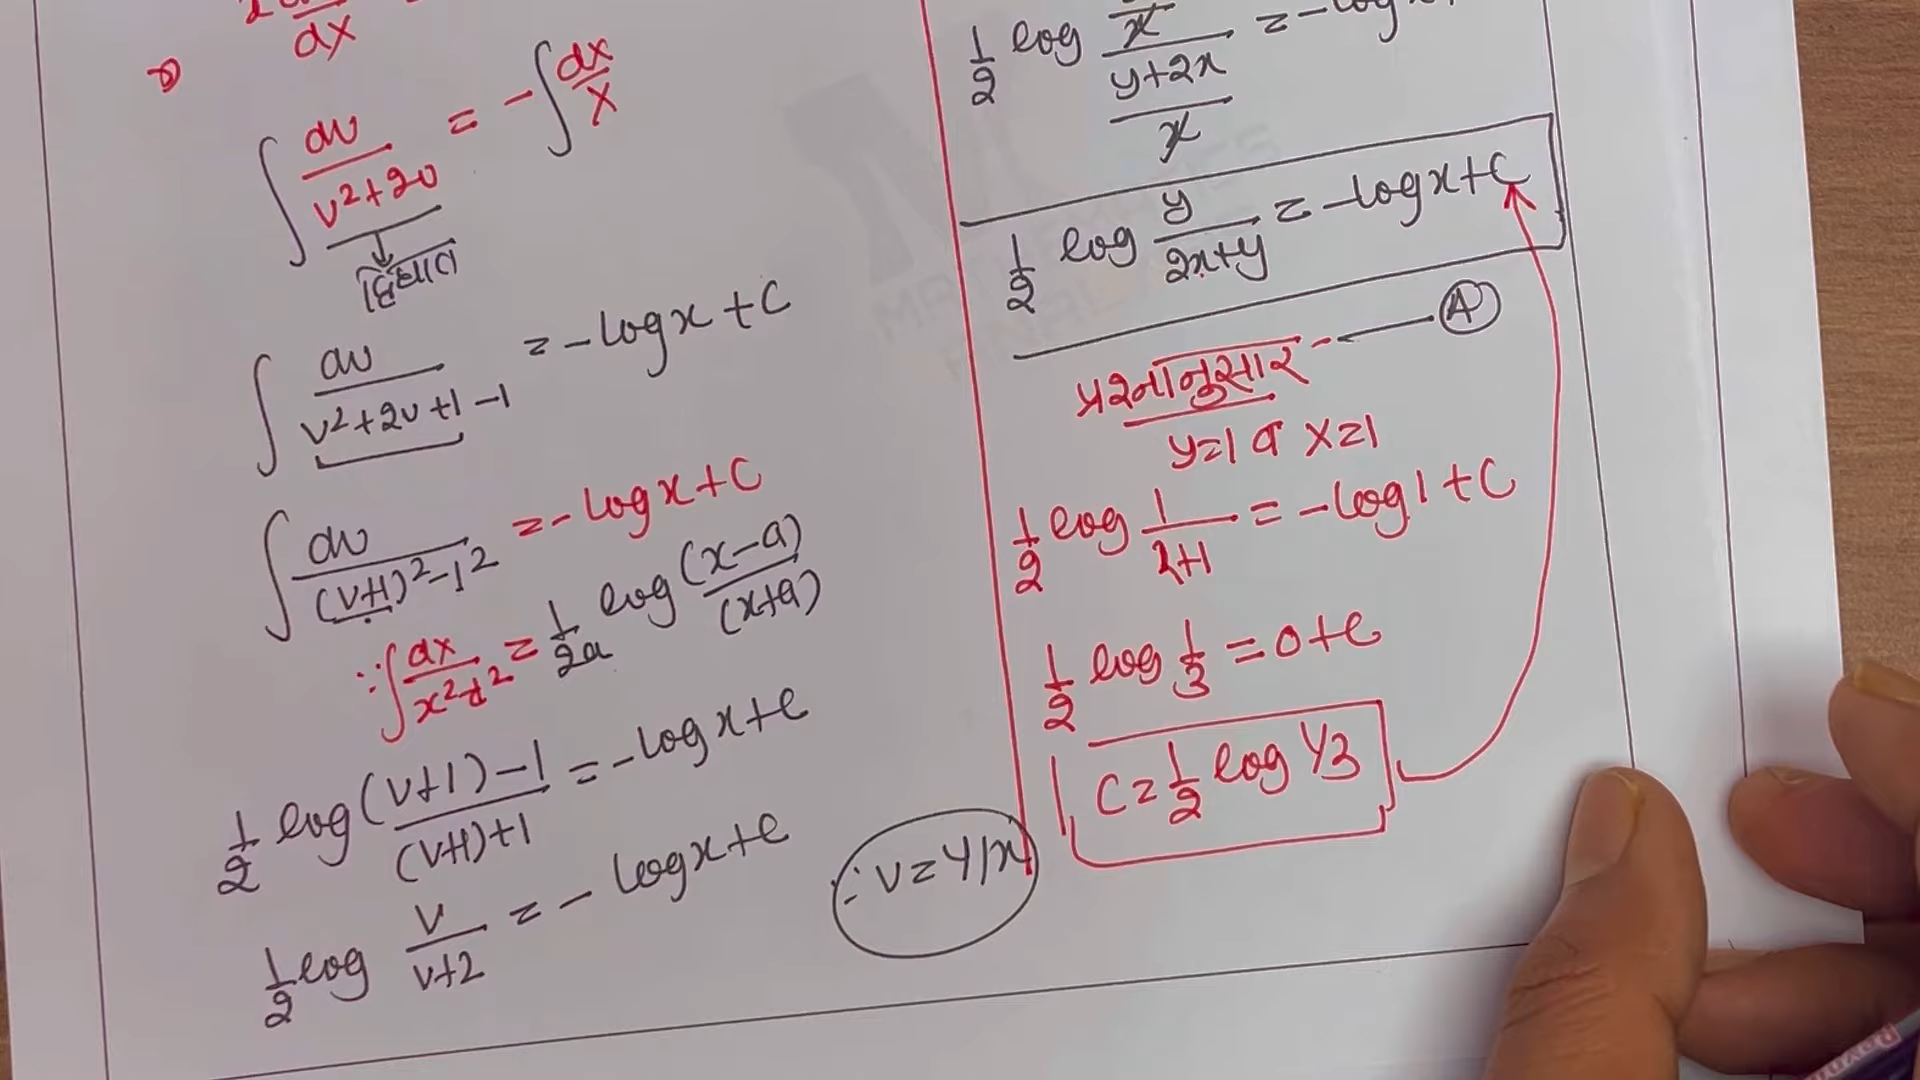 dx
⇒ ∫ dv/(v²+2v) = -∫ dx/x
∫ dv/(v²+2v+1-1) = -log x + C
∫ dv/((v+1)²-1²) = -log x + C
∵ ∫ dx/(x²-a²) = 1/2a log (x-a)/(x+a)
1/2 log (v+1)-1/(v+1)+1 = -log x + c
1/2 log v/(v+2) = - log x + c
∵ v = y/x
1/2 log /x/(y+2x)/x = -log x
1/2 log y/(2x+y) = -log x + C
A
प्रश्नानुसार -
y=1 व x=1
1/2 log 1/(2+1) = -log 1 + C
1/2 log 1/3 = 0+c
C = 1/2 log 1/3